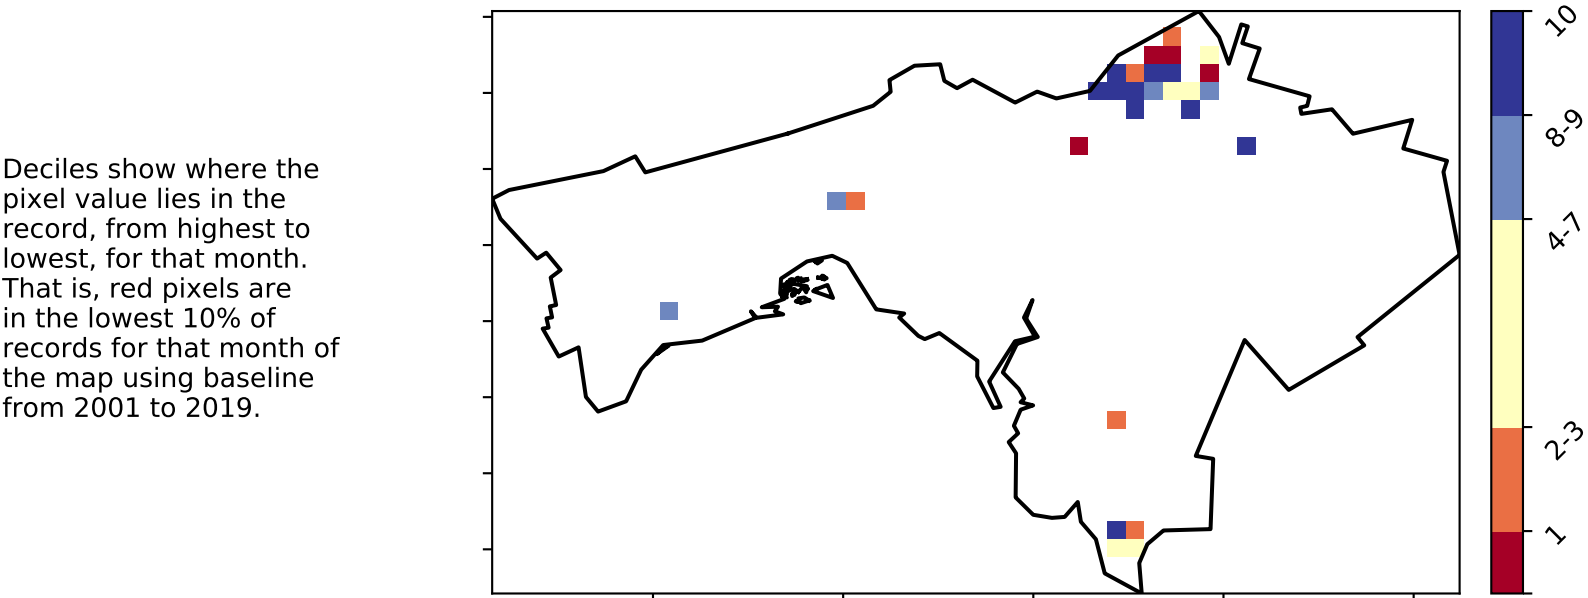 Deciles show where the
pixel value lies in the
record, from highest to
lowest, for that month.
That is, red pixels are
in the lowest 10% of
records for that month of
the map using baseline
from 2001 to 2019.
10
8-9
4-7
2-3
1